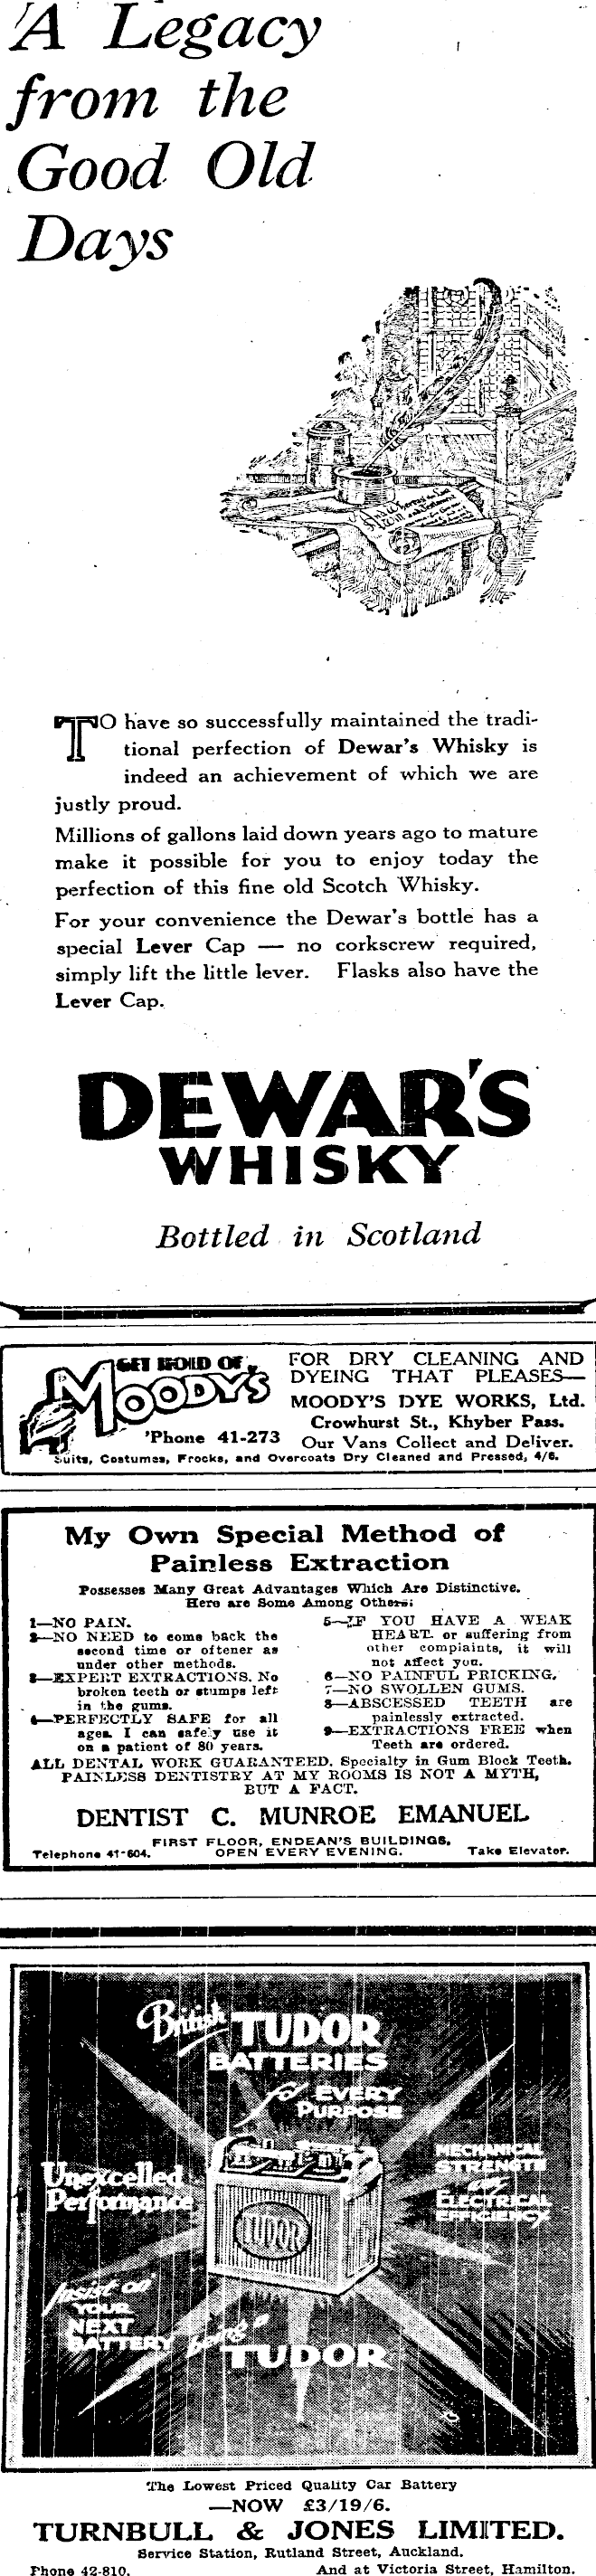 A Legacy
from the
Good Old
Days
TO have so successfully maintained the tradi-
tional perfection of Dewar's Whisky is
indeed an achievement of which we are
justly proud.
Millions of gallons laid down years ago to mature
make it possible for you to enjoy today the
perfection of this fine old Scotch Whisky.
For your convenience the Dewar's bottle has a
special Lever Cap — no corkscrew required,
simply lift the little lever. Flasks also have the
Lever Cap.
DEWAR'S
WHISKY
Bottled in Scotland
GET HOLD OF
MOODY'S
'Phone 41-273
FOR DRY CLEANING AND
DYEING THAT PLEASES—
MOODY'S DYE WORKS, Ltd.
Crowhurst St., Khyber Pass.
Our Vans Collect and Deliver.
Suits, Costumes, Frocks, and Overcoats Dry Cleaned and Pressed, 4/6.
My Own Special Method of
Painless Extraction
Possesses Many Great Advantages Which Are Distinctive.
Here are Some Among Others:
1—NO PAIN.
2—NO NEED to come back the
second time or oftener as
under other methods.
3—EXPERT EXTRACTIONS. No
broken teeth or stumps left
in the gums.
4—PERFECTLY SAFE for all
ages. I can safely use it
on a patient of 80 years.
5—IF YOU HAVE A WEAK
HEART. or suffering from
other complaints, it will
not affect you.
6—NO PAINFUL PRICKING.
7—NO SWOLLEN GUMS.
8—ABSCESSED TEETH are
painlessly extracted.
9—EXTRACTIONS FREE when
Teeth are ordered.
ALL DENTAL WORK GUARANTEED. Specialty in Gum Block Teeth.
PAINLESS DENTISTRY AT MY ROOMS IS NOT A MYTH,
BUT A FACT.
DENTIST C. MUNROE EMANUEL
FIRST FLOOR, ENDEAN'S BUILDINGS.
Telephone 41-604. OPEN EVERY EVENING. Take Elevator.
British TUDOR
BATTERIES
for EVERY
PURPOSE
Unexcelled
Performance
MECHANICAL
STRENGTH
and
ELECTRICAL
EFFICIENCY
TUDOR
Insist on
YOUR
NEXT
BATTERY being "
TUDOR
The Lowest Priced Quality Car Battery
—NOW £3/19/6.
TURNBULL & JONES LIMITED.
Service Station, Rutland Street, Auckland.
Phone 42-810. And at Victoria Street, Hamilton.